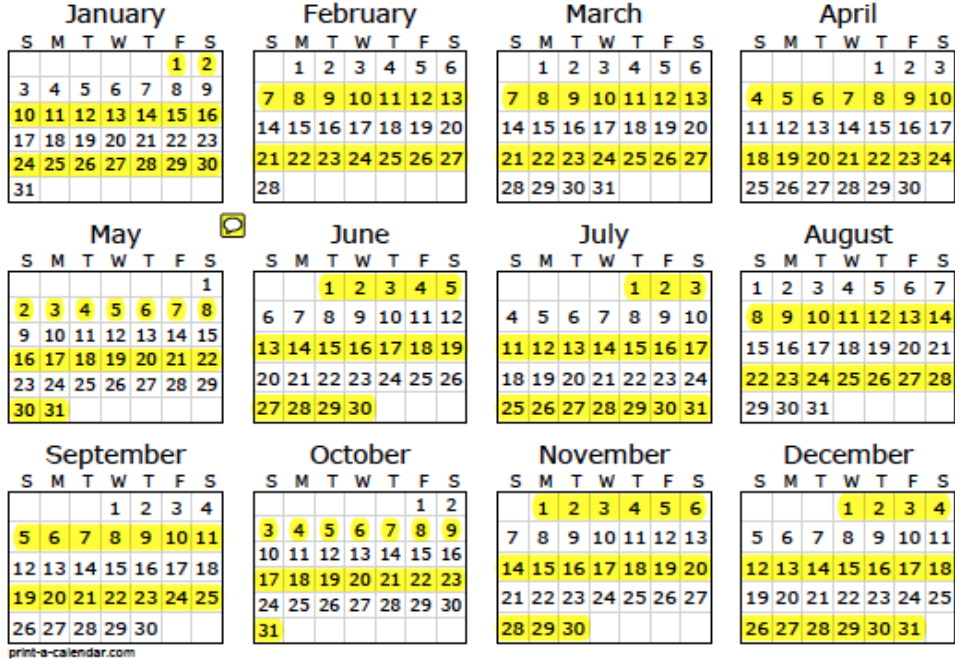 January February March April
S M T W T F S S M T W T F S S M T W T F S S M T W T F S
1 2 1 2 3 4 5 6 1 2 3 4 5 6 1 2 3
3 4 5 6 7 8 9 7 8 9 10 11 12 13 7 8 9 10 11 12 13 4 5 6 7 8 9 10
10 11 12 13 14 15 16 14 15 16 17 18 19 20 14 15 16 17 18 19 20 11 12 13 14 15 16 17
17 18 19 20 21 22 23 21 22 23 24 25 26 27 21 22 23 24 25 26 27 18 19 20 21 22 23 24
24 25 26 27 28 29 30 28 28 29 30 31 25 26 27 28 29 30
31
May June July August
S M T W T F S S M T W T F S S M T W T F S S M T W T F S
1 1 2 3 4 5 1 2 3 1 2 3 4 5 6 7
2 3 4 5 6 7 8 6 7 8 9 10 11 12 4 5 6 7 8 9 10 8 9 10 11 12 13 14
9 10 11 12 13 14 15 13 14 15 16 17 18 19 11 12 13 14 15 16 17 15 16 17 18 19 20 21
16 17 18 19 20 21 22 20 21 22 23 24 25 26 18 19 20 21 22 23 24 22 23 24 25 26 27 28
23 24 25 26 27 28 29 27 28 29 30 25 26 27 28 29 30 31 29 30 31
30 31
September October November December
S M T W T F S S M T W T F S S M T W T F S S M T W T F S
1 2 3 4 1 2 1 2 3 4 5 6 1 2 3 4
5 6 7 8 9 10 11 3 4 5 6 7 8 9 7 8 9 10 11 12 13 5 6 7 8 9 10 11
12 13 14 15 16 17 18 10 11 12 13 14 15 16 14 15 16 17 18 19 20 12 13 14 15 16 17 18
19 20 21 22 23 24 25 17 18 19 20 21 22 23 21 22 23 24 25 26 27 19 20 21 22 23 24 25
26 27 28 29 30 24 25 26 27 28 29 30 28 29 30 26 27 28 29 30 31
31
print-a-calendar.com